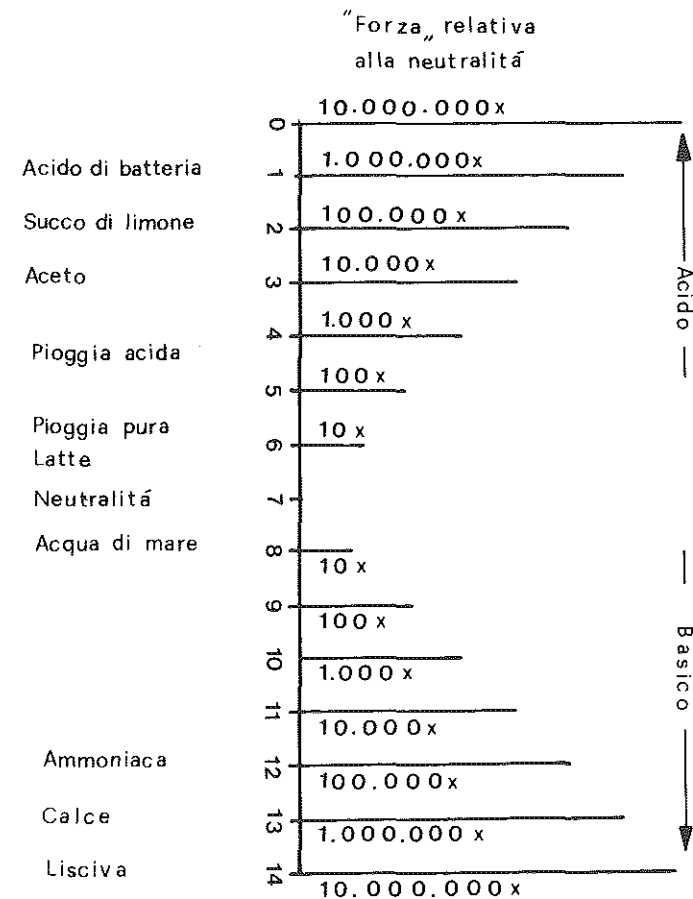 "Forza„ relativa
alla neutralitá
0 10.000.000x
Acido di batteria 1 1.000.000x
Succo di limone 2 100.000x
Aceto 3 10.000x
4 1.000x
Pioggia acida
5 100x
Pioggia pura
6 10x
Latte
Neutralitá 7
Acqua di mare 8 10x
9 100x
10 1.000x
11 10.000x
Ammoniaca 12 100.000x
Calce 13 1.000.000x
Lisciva 14 10.000.000x
Acido
Basico